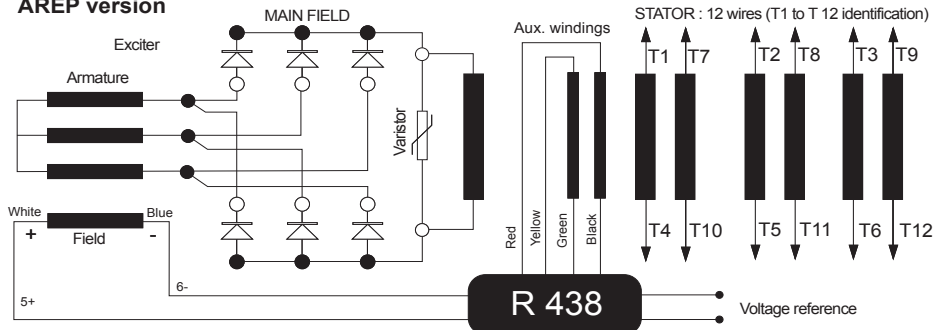 AREP version
MAIN FIELD
STATOR : 12 wires (T1 to T 12 identification)
Exciter
Aux. windings
Armature
T1 T7 T2 T8 T3 T9
Varistor
White
Blue
+
Field
-
Red
Yellow
Green
Black
T4 T10 T5 T11 T6 T12
6-
5+
R 438
Voltage reference